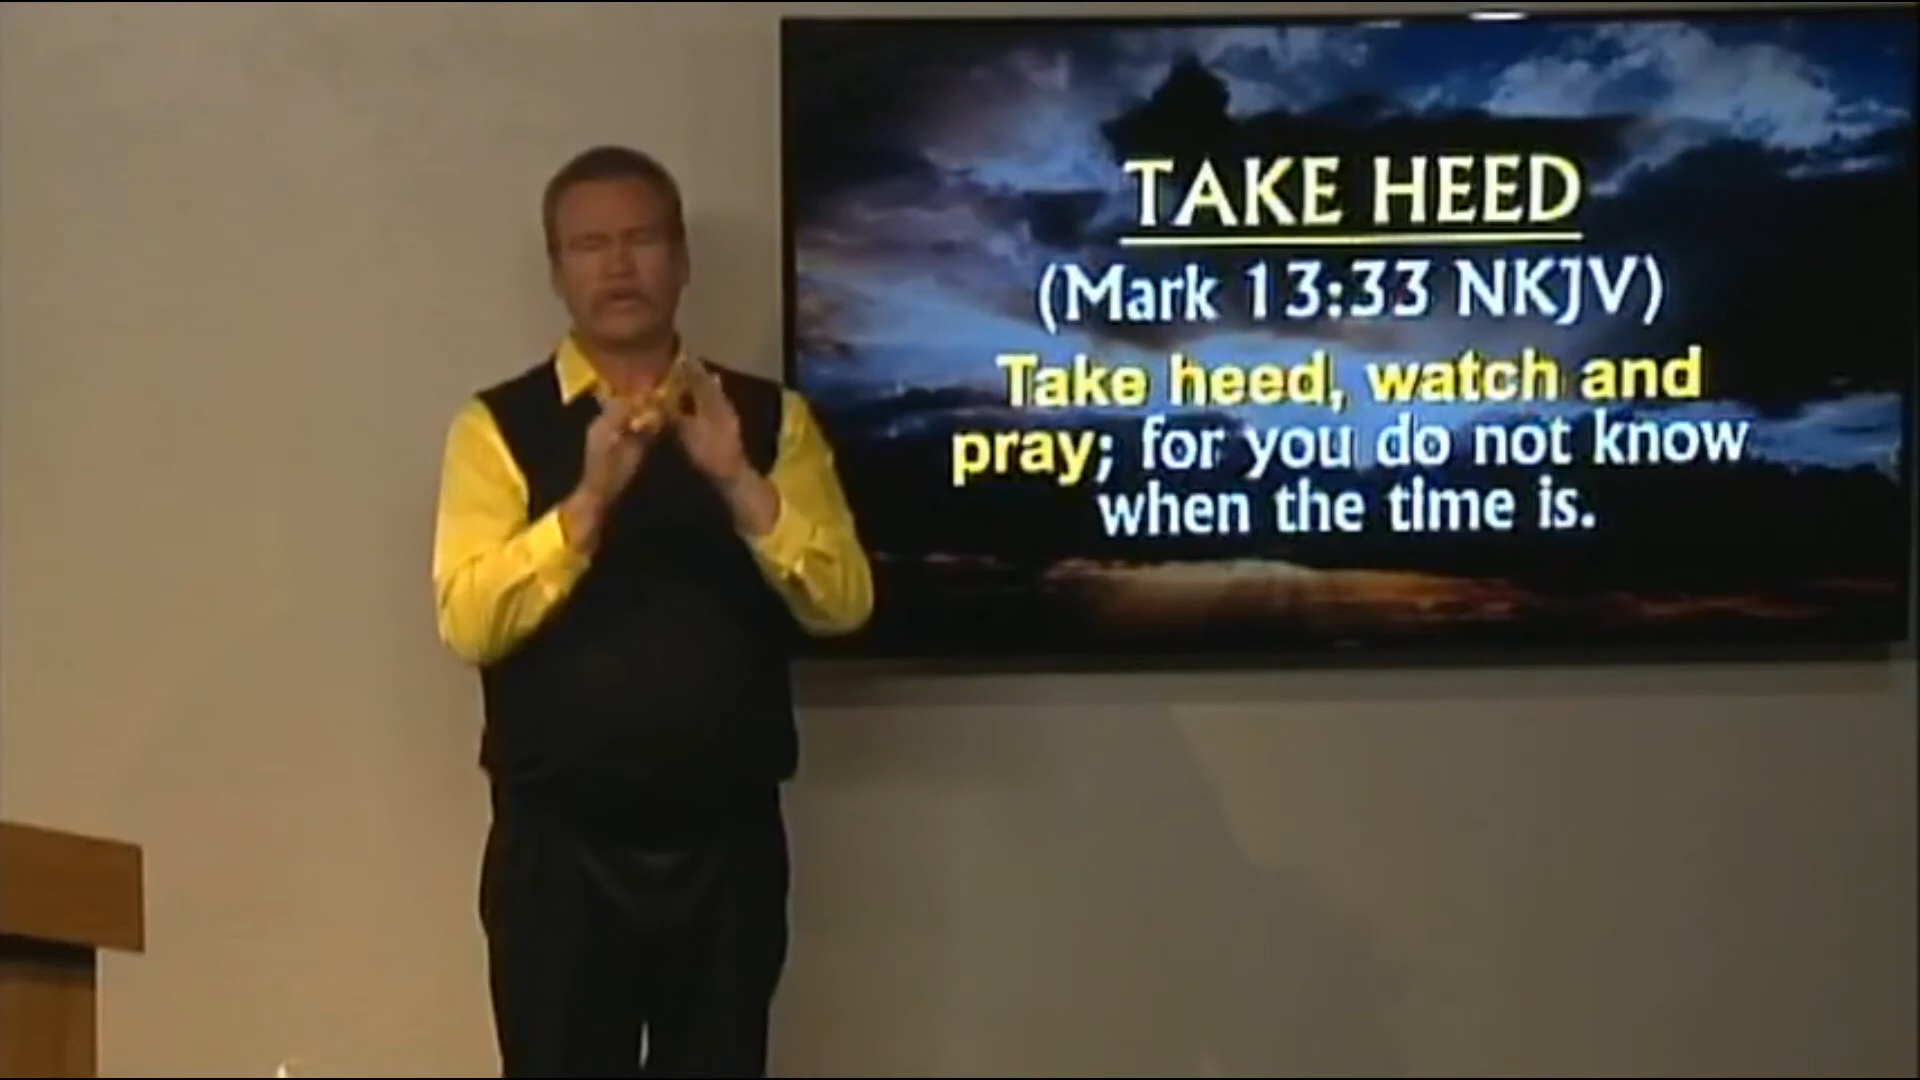 TAKE HEED
(Mark 13:33 NKJV)
Take heed, watch and
pray; for you do not know
when the time is.